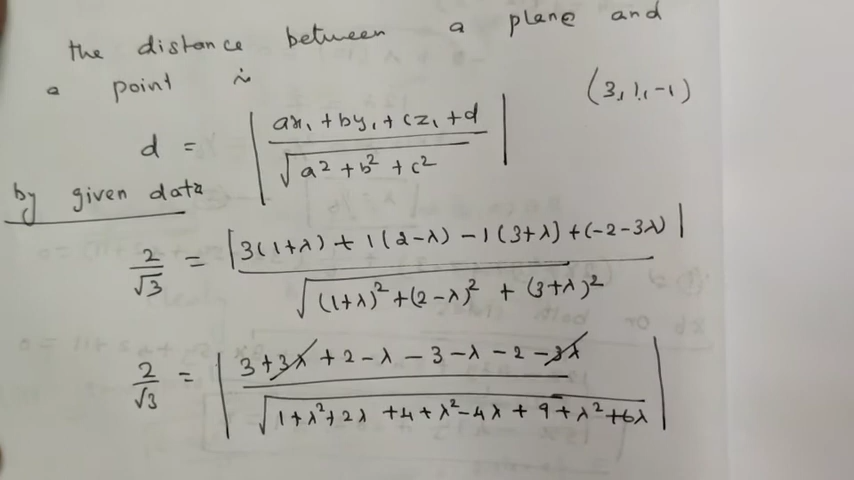 the distance between a plane and
a point is
(3, 1, -1)
d = | ax₁ + by₁ + cz₁ + d / √a² + b² + c² |
by given data
2/√3 = |3(1+λ) + 1(2-λ) - 1(3+λ) + (-2-3λ)| / √(1+λ)² + (2-λ)² + (3+λ)²
2/√3 = | 3 + 3λ + 2 - λ - 3 - λ - 2 - 3λ / √1+λ²+2λ +4+λ²-4λ + 9+λ²+6λ |